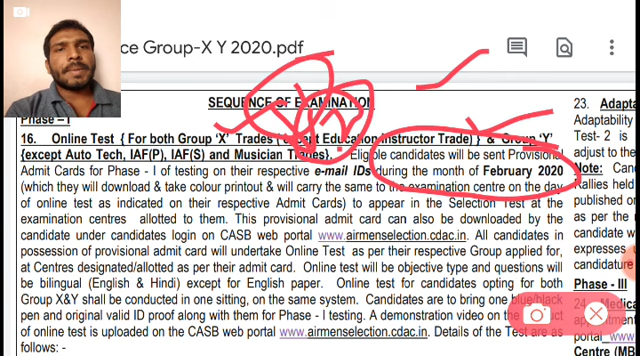 ce Group-X Y 2020.pdf
SEQUENCE OF EXAMINATION
Phase – I
16. Online Test { For both Group 'X' Trades (except Education Instructor Trade) } & Group 'Y'
{except Auto Tech, IAF(P), IAF(S) and Musician Trades}. Eligible candidates will be sent Provisional
Admit Cards for Phase - I of testing on their respective e-mail IDs during the month of February 2020
(which they will download & take colour printout & will carry the same to the examination centre on the day
of online test as indicated on their respective Admit Cards) to appear in the Selection Test at the
examination centres allotted to them. This provisional admit card can also be downloaded by the
candidate under candidates login on CASB web portal www.airmenselection.cdac.in. All candidates in
possession of provisional admit card will undertake Online Test as per their respective Group applied for,
at Centres designated/allotted as per their admit card. Online test will be objective type and questions will
be bilingual (English & Hindi) except for English paper. Online test for candidates opting for both
Group X&Y shall be conducted in one sitting, on the same system. Candidates are to bring one blue/black
pen and original valid ID proof along with them for Phase - I testing. A demonstration video on the
of online test is uploaded on the CASB web portal www.airmenselection.cdac.in. Details of the Test are as
follows: -
23. Adapta
Adaptability
Test- 2 is
adjust to the
Note: Can
Rallies held
published o
as per the
candidate w
expresses
candidature
Phase – III
24. Medica
appointment
portal www
Centre (MB